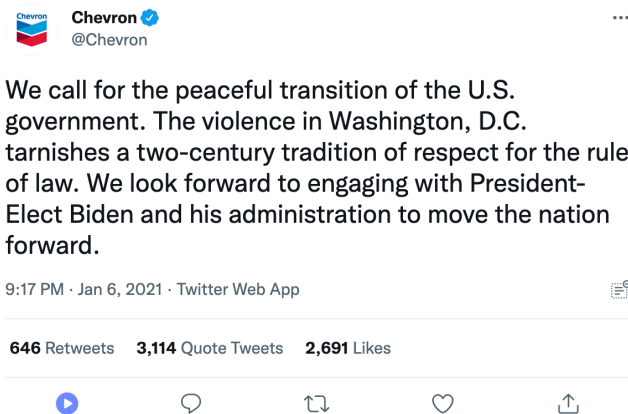 Chevron
Chevron
@Chevron
We call for the peaceful transition of the U.S.
government. The violence in Washington, D.C.
tarnishes a two-century tradition of respect for the rule
of law. We look forward to engaging with President-
Elect Biden and his administration to move the nation
forward.
9:17 PM · Jan 6, 2021 · Twitter Web App
646 Retweets 3,114 Quote Tweets 2,691 Likes